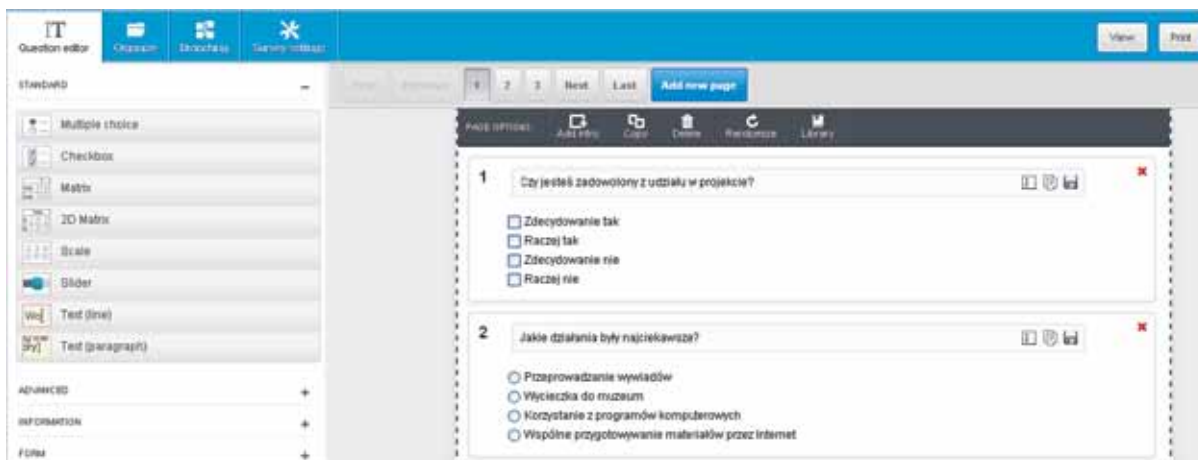 Question editor
Organize
Branching
Survey settings
View
Print
STANDARD
Multiple choice
Checkbox
Matrix
2D Matrix
Scale
Slider
Text (line)
Text (paragraph)
ADVANCED
INFORMATION
FORM
1 2 3 Next Last Add new page
PAGE OPTIONS: Add intro Copy Delete Randomize Library
1 Czy jesteś zadowolony z udziału w projekcie?
Zdecydowanie tak
Raczej tak
Zdecydowanie nie
Raczej nie
2 Jakie działania były najciekawsze?
Przeprowadzanie wywiadów
Wycieczka do muzeum
Korzystanie z programów komputerowych
Wspólne przygotowywanie materiałów przez Internet